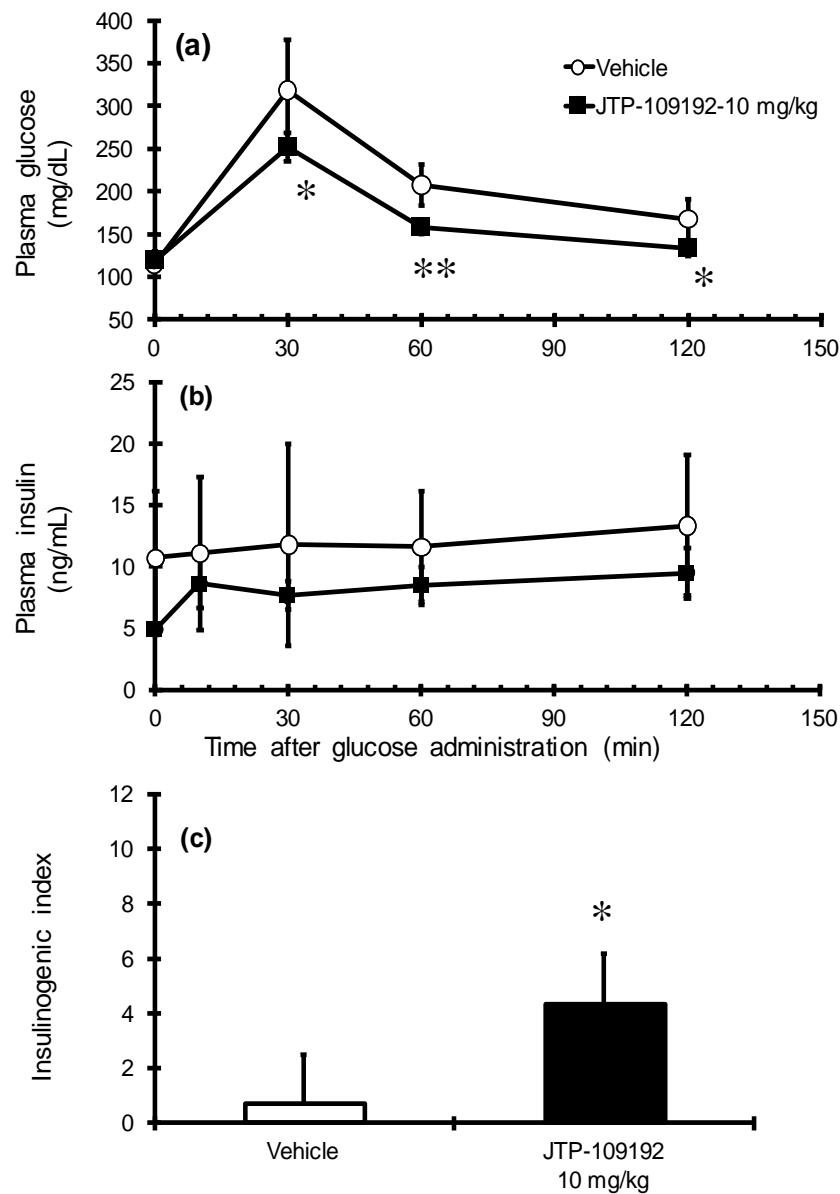 400
(a)
350
Vehicle
300
JTP-109192-10 mg/kg
250
200
*
150
**
*
100
50
0 30 60 90 120 150
Plasma glucose
(mg/dL)
25
(b)
20
15
10
5
0
0 30 60 90 120 150
Plasma insulin
(ng/mL)
Time after glucose administration (min)
12
(c)
10
8
*
6
4
2
0
Insulinogenic index
Vehicle
JTP-109192
10 mg/kg